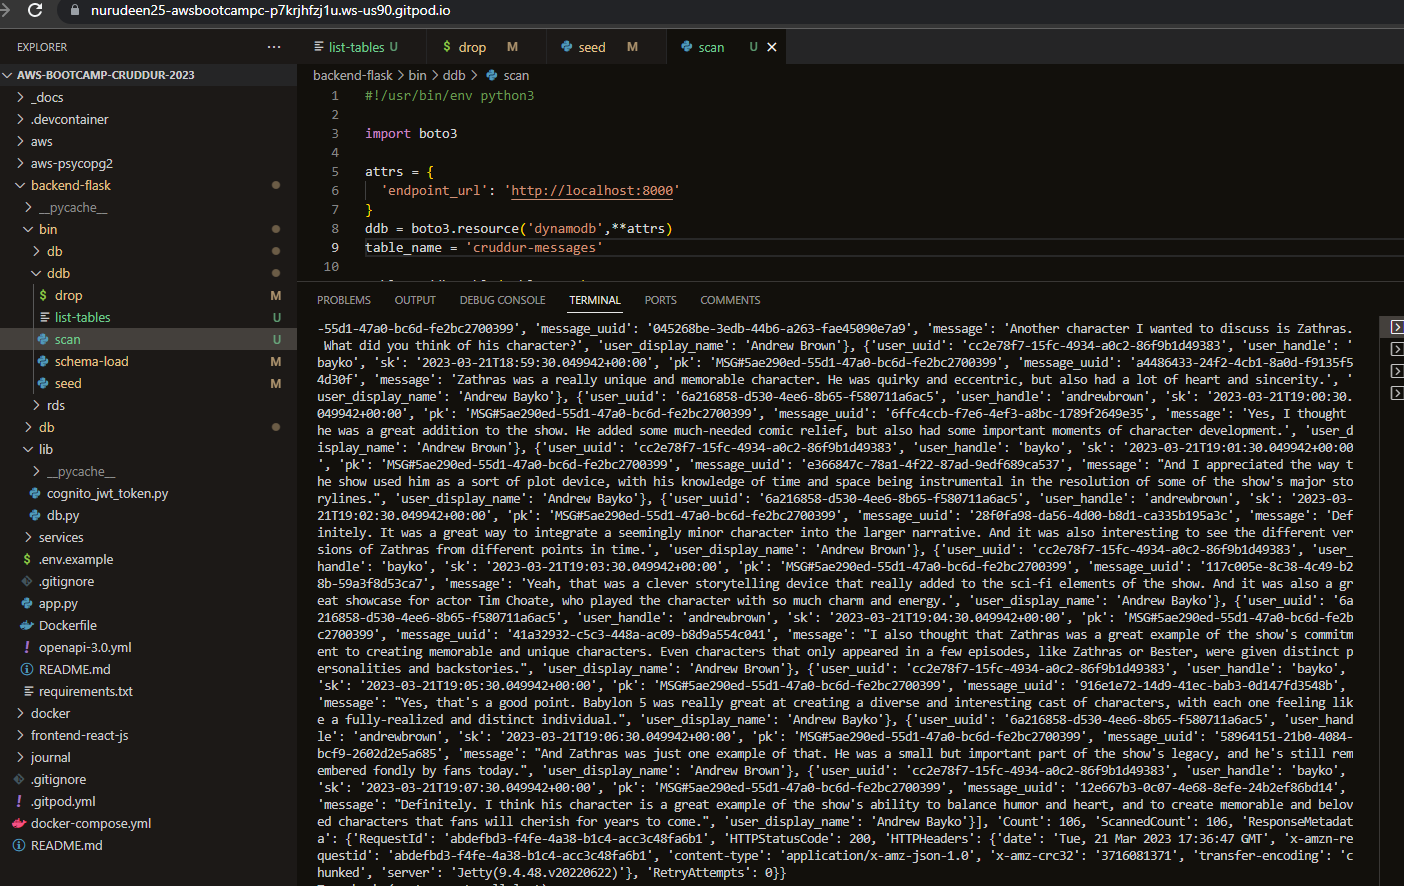 nurudeen25-awsbootcampc-p7krjhfzj1u.ws-us90.gitpod.io
EXPLORER
list-tables U
$ drop M
seed M
scan U
AWS-BOOTCAMP-CRUDDUR-2023
_docs
.devcontainer
aws
aws-psycopg2
backend-flask
__pycache__
bin
db
ddb
$ drop M
list-tables U
scan U
schema-load M
seed M
rds
db
lib
__pycache__
cognito_jwt_token.py
db.py
services
$ .env.example
.gitignore
app.py
Dockerfile
! openapi-3.0.yml
README.md
requirements.txt
docker
frontend-react-js
journal
.gitignore
! .gitpod.yml
docker-compose.yml
README.md
backend-flask > bin > ddb > scan
1 #!/usr/bin/env python3
2
3 import boto3
4
5 attrs = {
6 'endpoint_url': 'http://localhost:8000'
7 }
8 ddb = boto3.resource('dynamodb',**attrs)
9 table_name = 'cruddur-messages'
10
PROBLEMS OUTPUT DEBUG CONSOLE TERMINAL PORTS COMMENTS
-55d1-47a0-bc6d-fe2bc2700399', 'message_uuid': '045268be-3edb-44b6-a263-fae45090e7a9', 'message': 'Another character I wanted to discuss is Zathras.
What did you think of his character?', 'user_display_name': 'Andrew Brown'}, {'user_uuid': 'cc2e78f7-15fc-4934-a0c2-86f9b1d49383', 'user_handle': '
bayko', 'sk': '2023-03-21T18:59:30.049942+00:00', 'pk': 'MSG#5ae290ed-55d1-47a0-bc6d-fe2bc2700399', 'message_uuid': 'a4486433-24f2-4cb1-8a0d-f9135f5
4d30f', 'message': 'Zathras was a really unique and memorable character. He was quirky and eccentric, but also had a lot of heart and sincerity.', '
user_display_name': 'Andrew Bayko'}, {'user_uuid': '6a216858-d530-4ee6-8b65-f580711a6ac5', 'user_handle': 'andrewbrown', 'sk': '2023-03-21T19:00:30.
049942+00:00', 'pk': 'MSG#5ae290ed-55d1-47a0-bc6d-fe2bc2700399', 'message_uuid': '6ffc4ccb-f7e6-4ef3-a8bc-1789f2649e35', 'message': 'Yes, I thought
he was a great addition to the show. He added some much-needed comic relief, but also had some important moments of character development.', 'user_d
isplay_name': 'Andrew Brown'}, {'user_uuid': 'cc2e78f7-15fc-4934-a0c2-86f9b1d49383', 'user_handle': 'bayko', 'sk': '2023-03-21T19:01:30.049942+00:00
', 'pk': 'MSG#5ae290ed-55d1-47a0-bc6d-fe2bc2700399', 'message_uuid': 'e366847c-78a1-4f22-87ad-9edf689ca537', 'message': "And I appreciated the way t
he show used him as a sort of plot device, with his knowledge of time and space being instrumental in the resolution of some of the show's major sto
rylines.", 'user_display_name': 'Andrew Bayko'}, {'user_uuid': '6a216858-d530-4ee6-8b65-f580711a6ac5', 'user_handle': 'andrewbrown', 'sk': '2023-03-
21T19:02:30.049942+00:00', 'pk': 'MSG#5ae290ed-55d1-47a0-bc6d-fe2bc2700399', 'message_uuid': '28f0fa98-da56-4d00-b8d1-ca335b195a3c', 'message': 'Def
initely. It was a great way to integrate a seemingly minor character into the larger narrative. And it was also interesting to see the different ver
sions of Zathras from different points in time.', 'user_display_name': 'Andrew Brown'}, {'user_uuid': 'cc2e78f7-15fc-4934-a0c2-86f9b1d49383', 'user_
handle': 'bayko', 'sk': '2023-03-21T19:03:30.049942+00:00', 'pk': 'MSG#5ae290ed-55d1-47a0-bc6d-fe2bc2700399', 'message_uuid': '117c005e-8c38-4c49-b2
8b-59a3f8d53ca7', 'message': 'Yeah, that was a clever storytelling device that really added to the sci-fi elements of the show. And it was also a gr
eat showcase for actor Tim Choate, who played the character with so much charm and energy.', 'user_display_name': 'Andrew Bayko'}, {'user_uuid': '6a
216858-d530-4ee6-8b65-f580711a6ac5', 'user_handle': 'andrewbrown', 'sk': '2023-03-21T19:04:30.049942+00:00', 'pk': 'MSG#5ae290ed-55d1-47a0-bc6d-fe2b
c2700399', 'message_uuid': '41a32932-c5c3-448a-ac09-b8d9a554c041', 'message': "I also thought that Zathras was a great example of the show's commitm
ent to creating memorable and unique characters. Even characters that only appeared in a few episodes, like Zathras or Bester, were given distinct p
ersonalities and backstories.", 'user_display_name': 'Andrew Brown'}, {'user_uuid': 'cc2e78f7-15fc-4934-a0c2-86f9b1d49383', 'user_handle': 'bayko',
'sk': '2023-03-21T19:05:30.049942+00:00', 'pk': 'MSG#5ae290ed-55d1-47a0-bc6d-fe2bc2700399', 'message_uuid': '916e1e72-14d9-41ec-bab3-0d147fd3548b',
'message': "Yes, that's a good point. Babylon 5 was really great at creating a diverse and interesting cast of characters, with each one feeling lik
e a fully-realized and distinct individual.", 'user_display_name': 'Andrew Bayko'}, {'user_uuid': '6a216858-d530-4ee6-8b65-f580711a6ac5', 'user_hand
le': 'andrewbrown', 'sk': '2023-03-21T19:06:30.049942+00:00', 'pk': 'MSG#5ae290ed-55d1-47a0-bc6d-fe2bc2700399', 'message_uuid': '58964151-21b0-4084-
bcf9-2602d2e5a685', 'message': "And Zathras was just one example of that. He was a small but important part of the show's legacy, and he's still rem
embered fondly by fans today.", 'user_display_name': 'Andrew Brown'}, {'user_uuid': 'cc2e78f7-15fc-4934-a0c2-86f9b1d49383', 'user_handle': 'bayko',
'sk': '2023-03-21T19:07:30.049942+00:00', 'pk': 'MSG#5ae290ed-55d1-47a0-bc6d-fe2bc2700399', 'message_uuid': '12e667b3-0c07-4e68-8efe-24b2ef86bd14',
'message': "Definitely. I think his character is a great example of the show's ability to balance humor and heart, and to create memorable and belov
ed characters that fans will cherish for years to come.", 'user_display_name': 'Andrew Bayko'}], 'Count': 106, 'ScannedCount': 106, 'ResponseMetadat
a': {'RequestId': 'abdefbd3-f4fe-4a38-b1c4-acc3c48fa6b1', 'HTTPStatusCode': 200, 'HTTPHeaders': {'date': 'Tue, 21 Mar 2023 17:36:47 GMT', 'x-amzn-re
questid': 'abdefbd3-f4fe-4a38-b1c4-acc3c48fa6b1', 'content-type': 'application/x-amz-json-1.0', 'x-amz-crc32': '3716081371', 'transfer-encoding': 'c
hunked', 'server': 'Jetty(9.4.48.v20220622)'}, 'RetryAttempts': 0}}